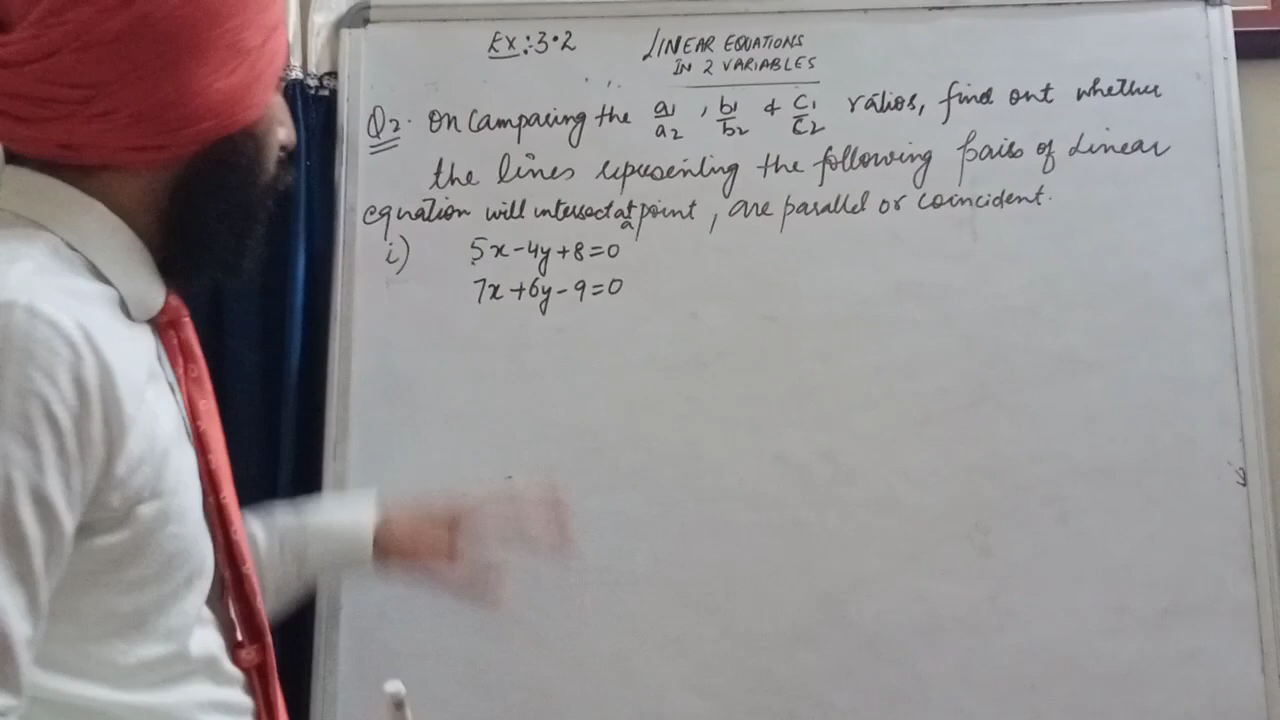 Ex:- 3.2 LINEAR EQUATIONS
IN 2 VARIABLES
Q2. On Comparing the a1/a2 , b1/b2 & C1/C2 ratios, find out whether
the lines representing the following pairs of Linear
equation will intersect at a point , are parallel or coincident.
i) 5x-4y+8=0
7x+6y-9=0